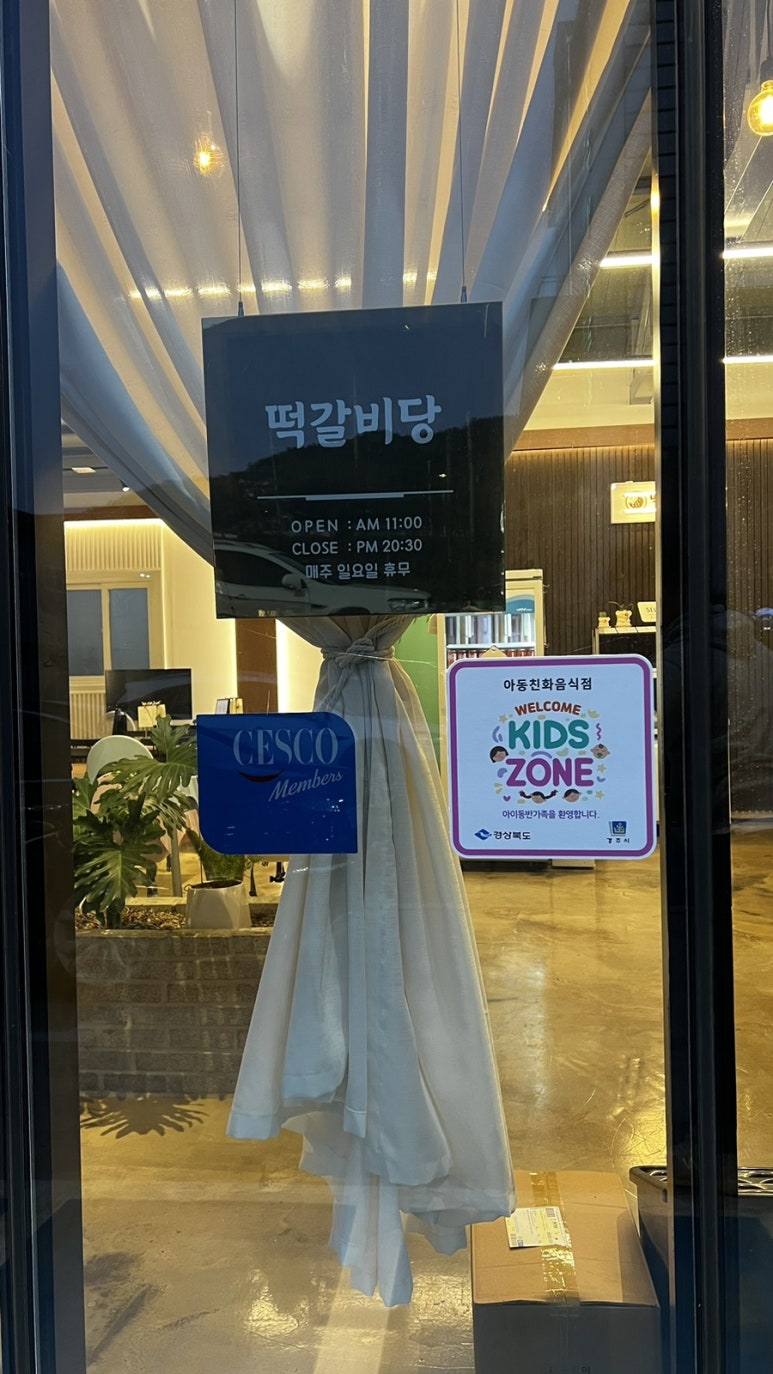 떡갈비당
OPEN : AM 11:00
CLOSE : PM 20:30
매주 일요일 휴무
CESCO
Members
아동친화음식점
WELCOME
KIDS
ZONE
아이동반가족을 환영합니다.
경상북도
경주시